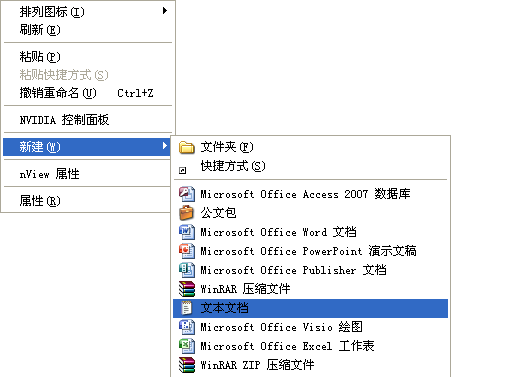 排列图标(I)
刷新(E)
粘贴(P)
粘贴快捷方式(S)
撤销重命名(U) Ctrl+Z
NVIDIA 控制面板
新建(W)
nView 属性
属性(R)
文件夹(F)
快捷方式(S)
Microsoft Office Access 2007 数据库
公文包
Microsoft Office Word 文档
Microsoft Office PowerPoint 演示文稿
Microsoft Office Publisher 文档
WinRAR 压缩文件
文本文档
Microsoft Office Visio 绘图
Microsoft Office Excel 工作表
WinRAR ZIP 压缩文件